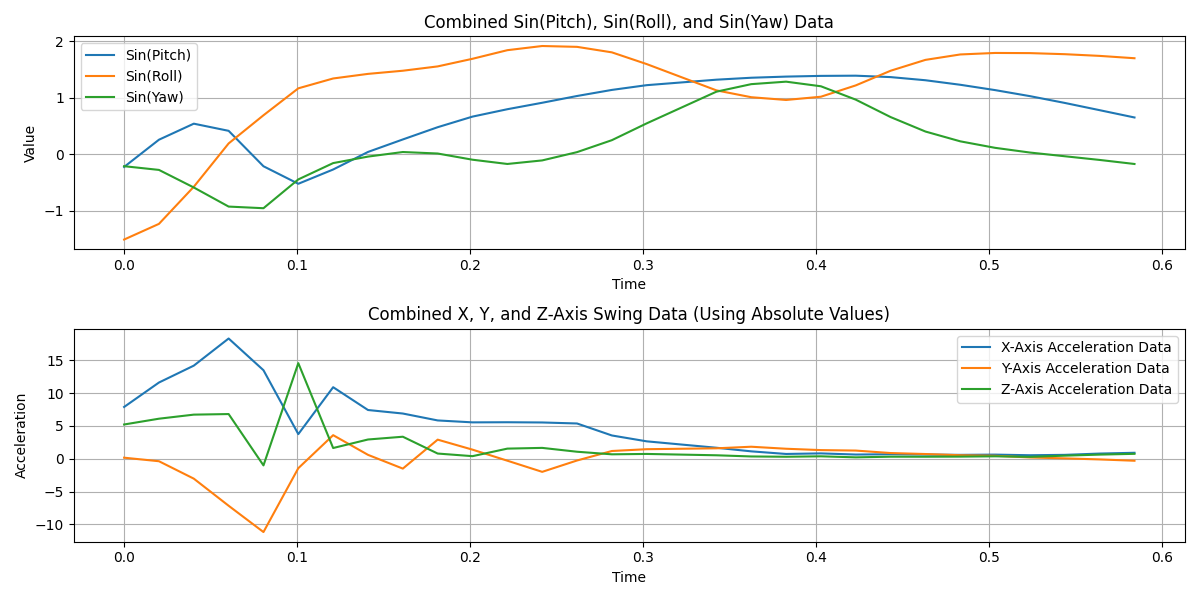 Combined Sin(Pitch), Sin(Roll), and Sin(Yaw) Data
2
1
0
−1
Value
Sin(Pitch)
Sin(Roll)
Sin(Yaw)
0.0 0.1 0.2 0.3 0.4 0.5 0.6
Time
Combined X, Y, and Z-Axis Swing Data (Using Absolute Values)
15
10
5
0
−5
−10
Acceleration
X-Axis Acceleration Data
Y-Axis Acceleration Data
Z-Axis Acceleration Data
0.0 0.1 0.2 0.3 0.4 0.5 0.6
Time